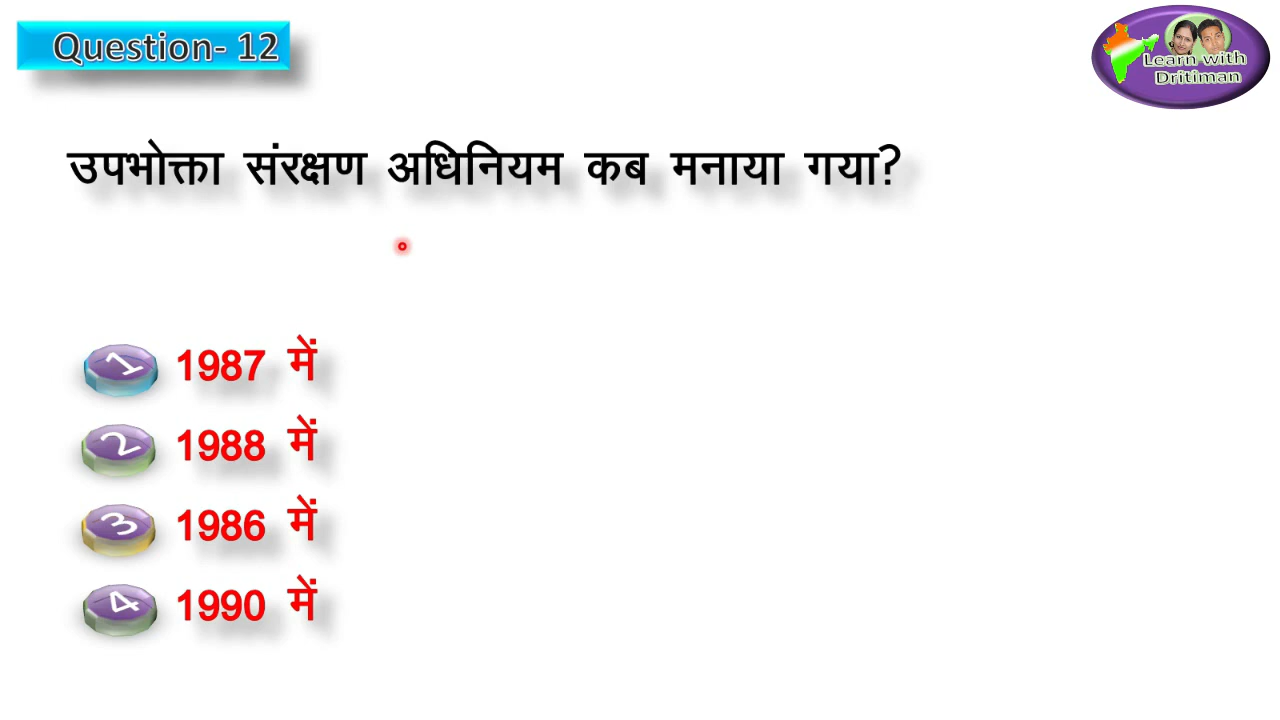 Question- 12
Learn with
Dritiman
उपभोक्ता संरक्षण अधिनियम कब मनाया गया?
1 1987 में
2 1988 में
3 1986 में
4 1990 में